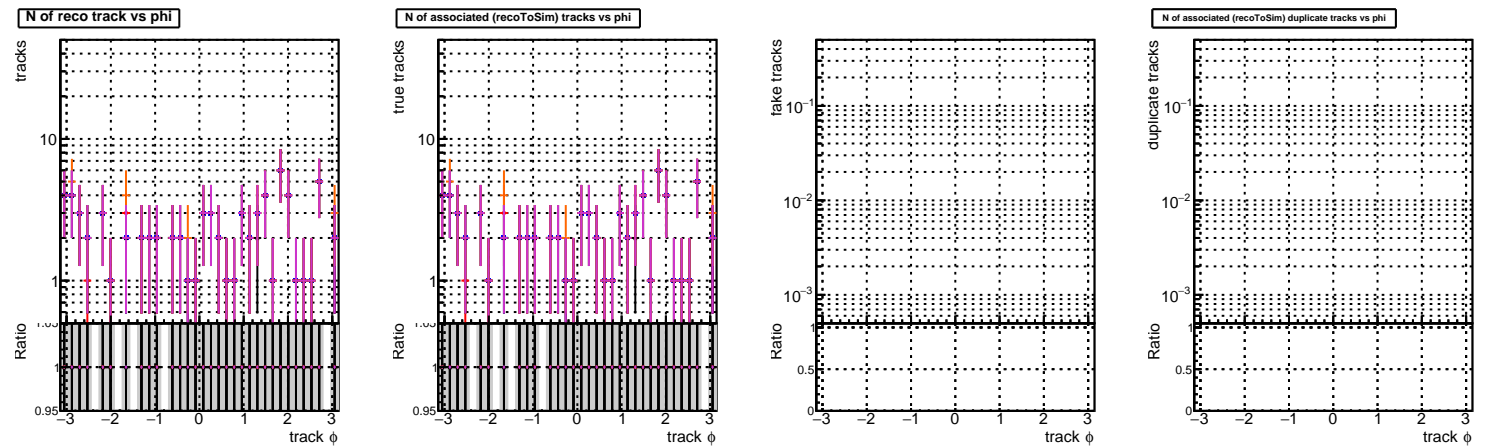 N of reco track vs phi
tracks
10
1
Ratio
1.05
1
0.95
−3 −2 −1 0 1 2 3
track ϕ
N of associated (recoToSim) tracks vs phi
true tracks
10
1
Ratio
1.05
1
0.95
−3 −2 −1 0 1 2 3
track ϕ
fake tracks
10−1
10−2
10−3
Ratio
1
0.5
0
−3 −2 −1 0 1 2 3
track ϕ
N of associated (recoToSim) duplicate tracks vs phi
duplicate tracks
10−1
10−2
10−3
Ratio
1
0.5
0
−3 −2 −1 0 1 2 3
track ϕ